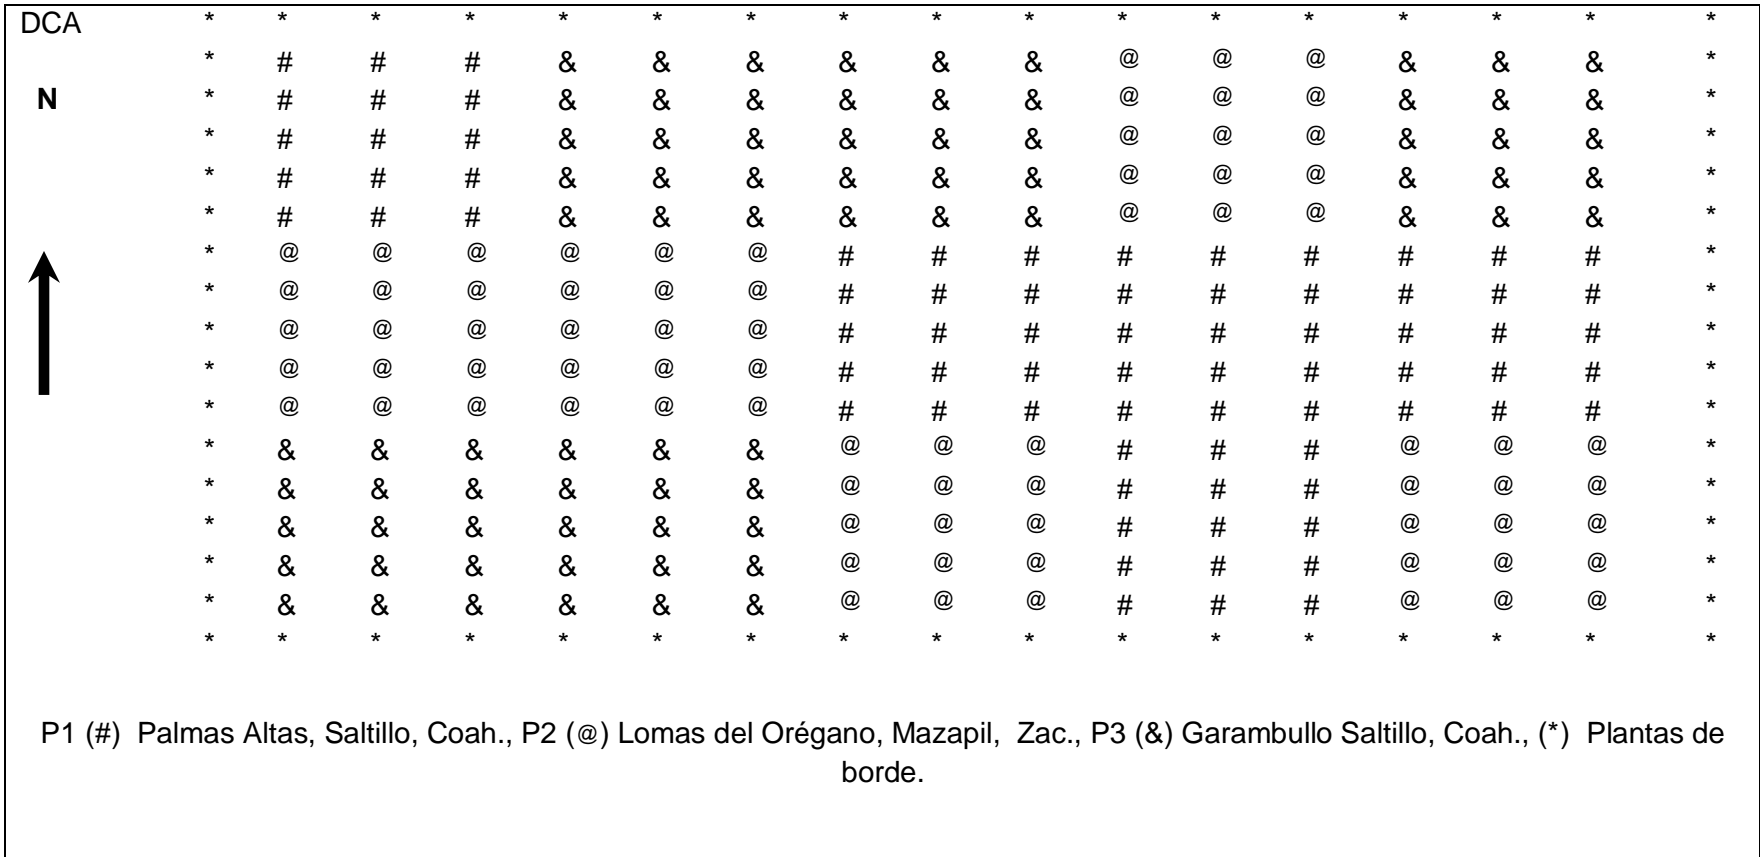 DCA * * * * * * * * * * * * * * * *
* # # # & & & & & & @ @ @ & & & *
N * # # # & & & & & & @ @ @ & & & *
* # # # & & & & & & @ @ @ & & & *
* # # # & & & & & & @ @ @ & & & *
* # # # & & & & & & @ @ @ & & & *
* @ @ @ @ @ @ # # # # # # # # # *
* @ @ @ @ @ @ # # # # # # # # # *
* @ @ @ @ @ @ # # # # # # # # # *
* @ @ @ @ @ @ # # # # # # # # # *
* @ @ @ @ @ @ # # # # # # # # # *
* & & & & & & @ @ @ # # # @ @ @ *
* & & & & & & @ @ @ # # # @ @ @ *
* & & & & & & @ @ @ # # # @ @ @ *
* & & & & & & @ @ @ # # # @ @ @ *
* & & & & & & @ @ @ # # # @ @ @ *
* * * * * * * * * * * * * * * * *
P1 (#) Palmas Altas, Saltillo, Coah., P2 (@) Lomas del Orégano, Mazapil, Zac., P3 (&) Garambullo Saltillo, Coah., (*) Plantas de
borde.